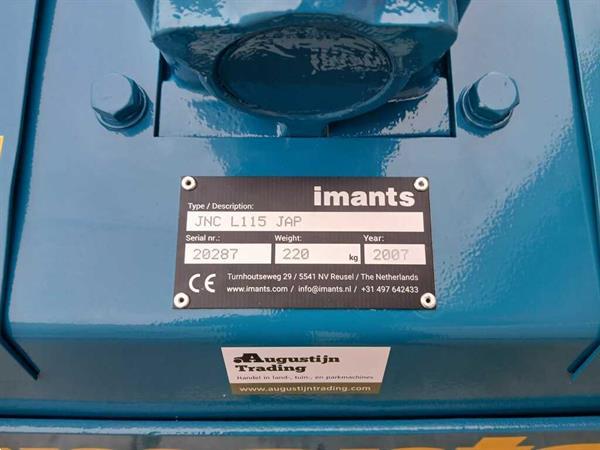 imants
Type / Description:
JNC L115 JAP
Serial nr.: Weight: Year:
20287 220 kg 2007
CE Turnhoutseweg 29 / 5541 NV Reusel / The Netherlands
www.imants.com / info@imants.nl / +31 497 642433
Augustijn
Trading
Handel in land-, tuin-, en parkmachines
www.augustijntrading.com